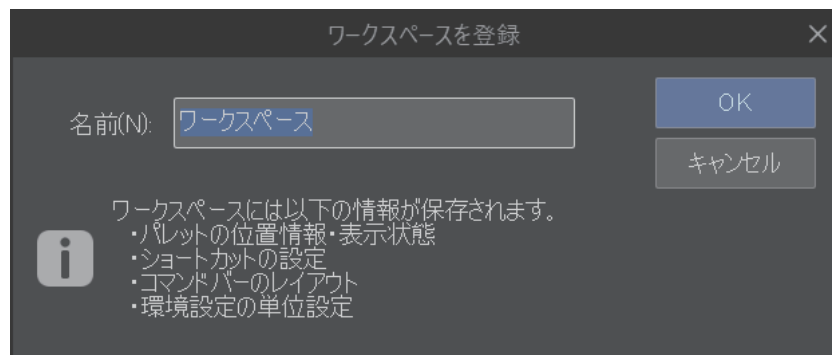 ワークスペースを登録
名前(N):
ワークスペース
OK
キャンセル
ワークスペースには以下の情報が保存されます。
・パレットの位置情報・表示状態
・ショートカットの設定
・コマンドバーのレイアウト
・環境設定の単位設定